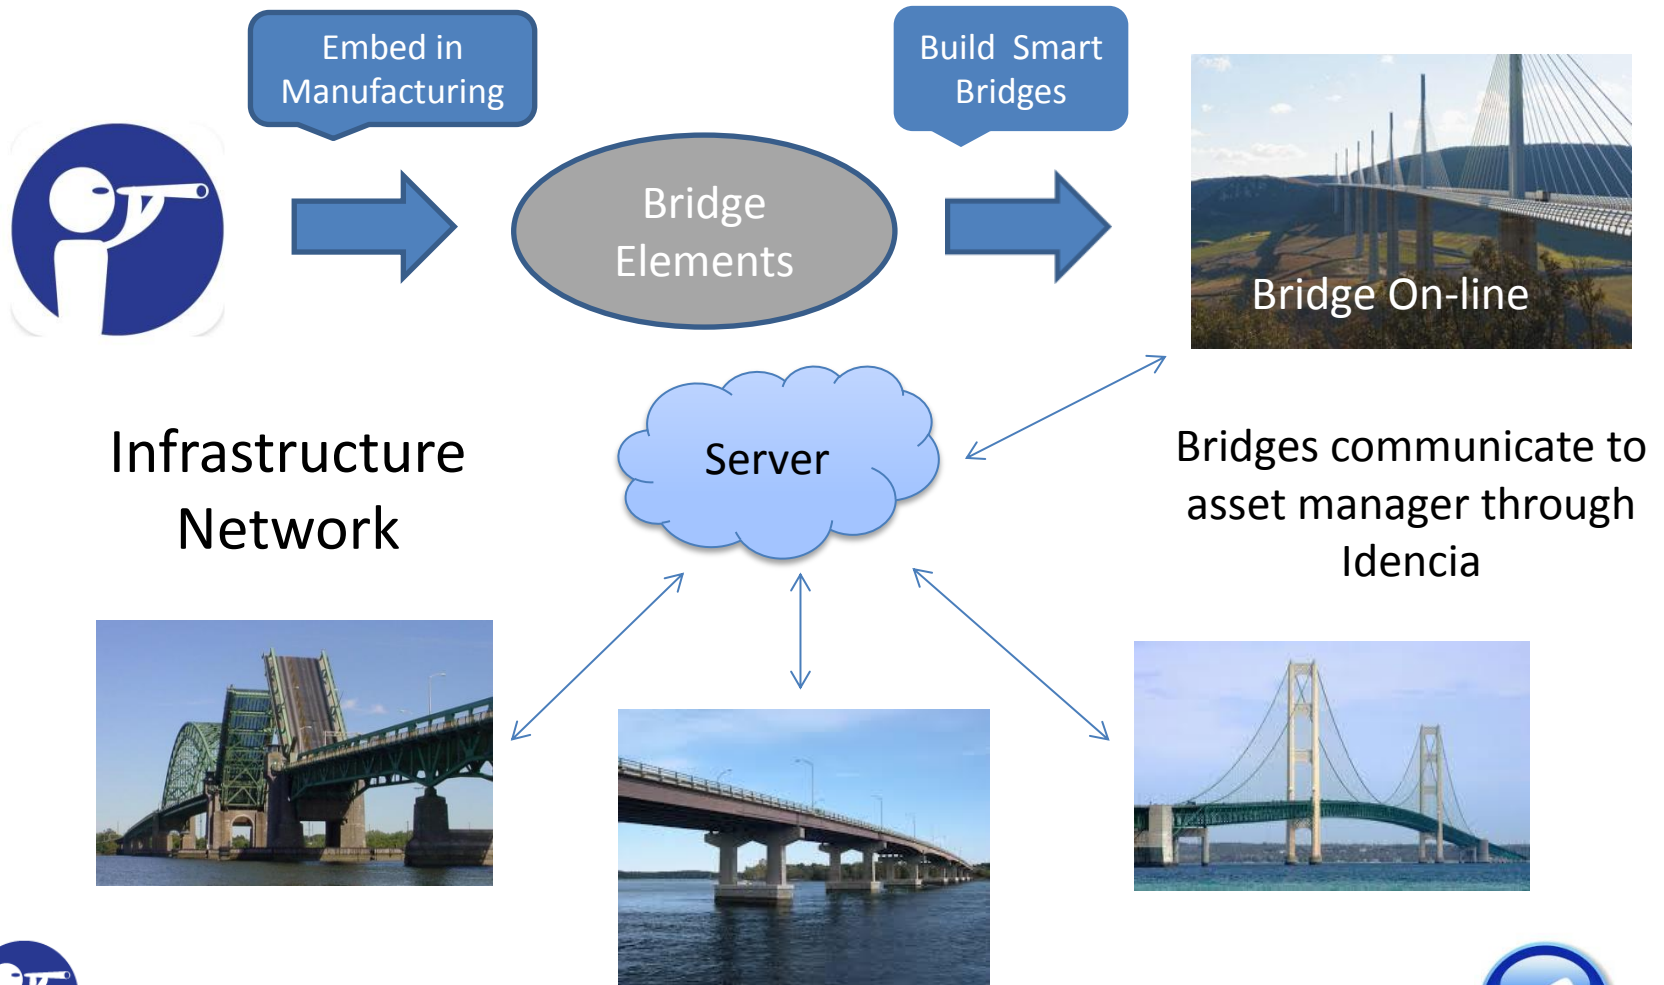 Embed in
Manufacturing
Build Smart
Bridges
Bridge
Elements
Bridge On-line
Infrastructure
Network
Server
Bridges communicate to
asset manager through
Idencia